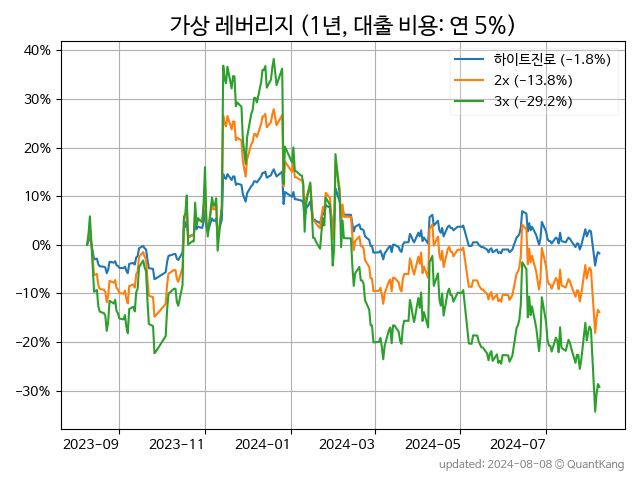 가상 레버리지 (1년, 대출 비용: 연 5%)
하이트진로 (−1.8%)
2x (−13.8%)
3x (−29.2%)
40%
30%
20%
10%
0%
−10%
−20%
−30%
2023-09
2023-11
2024-01
2024-03
2024-05
2024-07
updated: 2024-08-08 © QuantKang